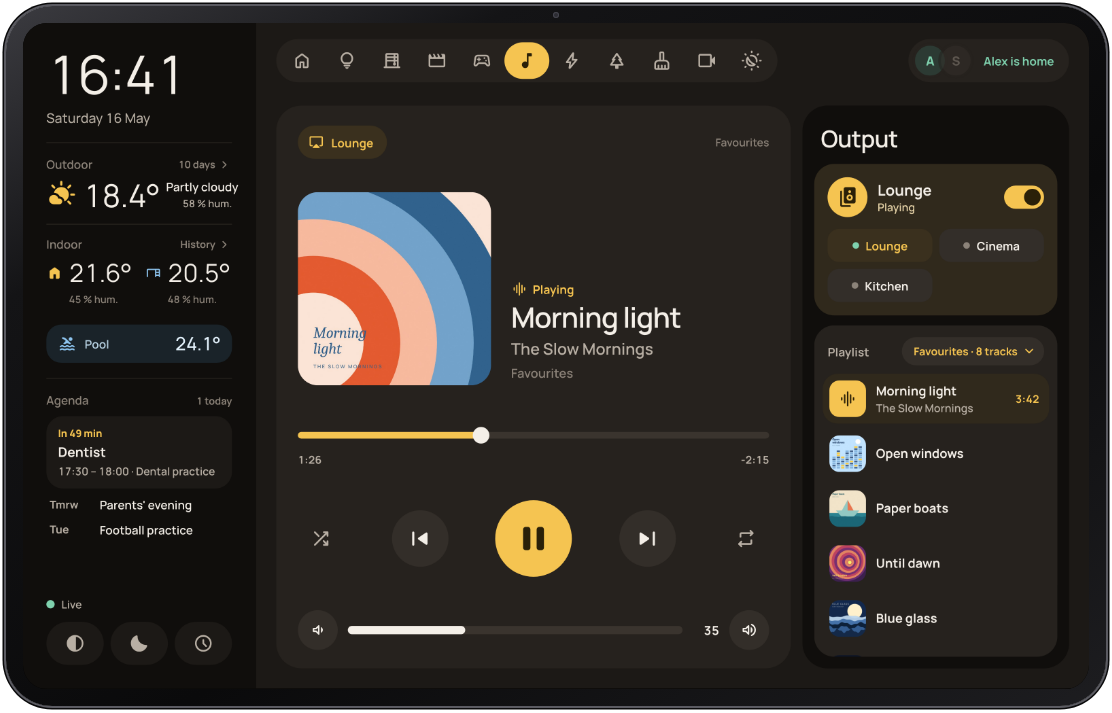 16:41
Saturday 16 May
Outdoor
10 days
18.4°
Partly cloudy
58 % hum.
Indoor
History
21.6°
20.5°
45 % hum.
48 % hum.
Pool
24.1°
Agenda
1 today
In 49 min
Dentist
17:30 – 18:00 · Dental practice
Tmrw
Parents' evening
Tue
Football practice
Live
A
S
Alex is home
Lounge
Favourites
Morning
light
THE SLOW MORNINGS
Playing
Morning light
The Slow Mornings
Favourites
1:26
-2:15
35
Output
Lounge
Playing
Lounge
Cinema
Kitchen
Playlist
Favourites · 8 tracks
Morning light
The Slow Mornings
3:42
Open windows
Paper boats
Until dawn
Blue glass